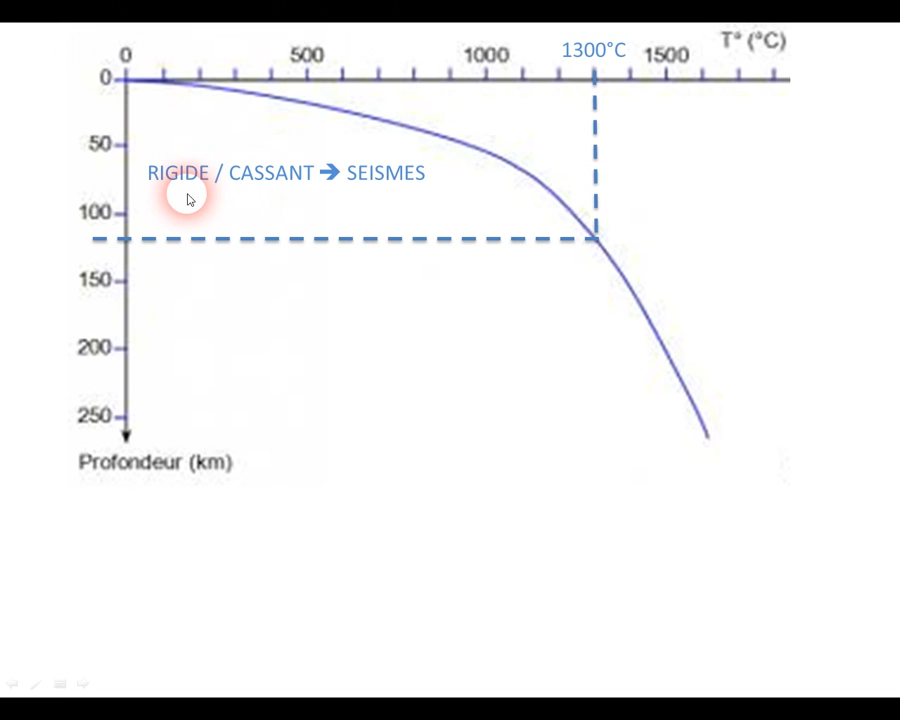 T° (°C)
0 500 1000 1300°C 1500
0
50
RIGIDE / CASSANT ➔ SEISMES
100
150
200
250
Profondeur (km)